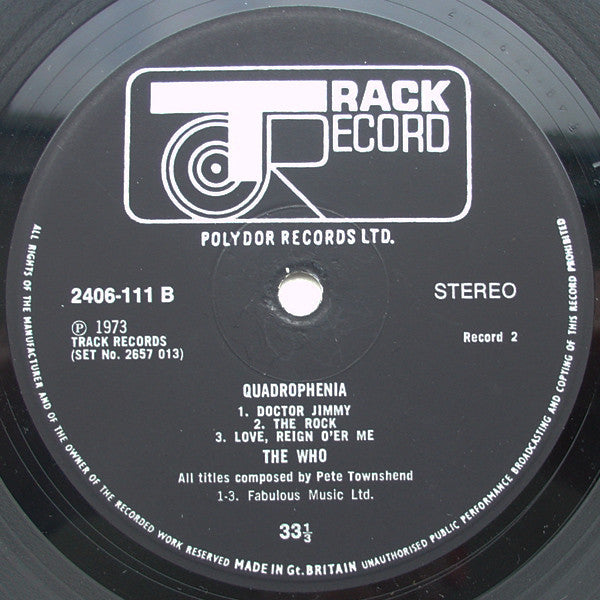 TRACK
RECORD
POLYDOR RECORDS LTD.
2406-111 B
STEREO
Ⓟ 1973
TRACK RECORDS
(SET No. 2657 013)
Record 2
QUADROPHENIA
1. DOCTOR JIMMY
2. THE ROCK
3. LOVE, REIGN O'ER ME
THE WHO
All titles composed by Pete Townshend
1-3. Fabulous Music Ltd.
33⅓
ALL RIGHTS OF THE MANUFACTURER AND OF THE OWNER OF THE RECORDED WORK RESERVED MADE IN Gt. BRITAIN UNAUTHORISED PUBLIC PERFORMANCE BROADCASTING AND COPYING OF THIS RECORD PROHIBITED